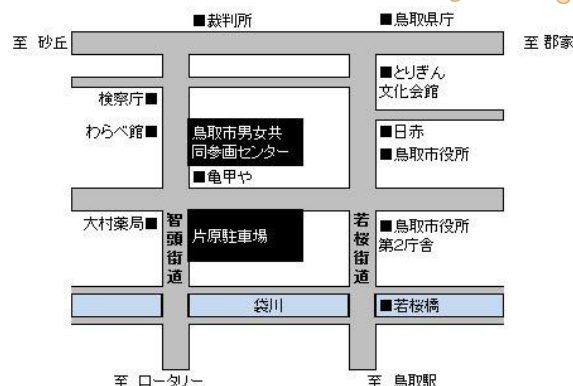 ■裁判所
■鳥取県庁
至 砂丘
至 郡家
■とりぎん
文化会館
検察庁■
わらべ館■
鳥取市男女共
同参画センター
■日赤
■鳥取市役所
■亀甲や
大村薬局■
智頭街道
片原駐車場
若桜街道
■鳥取市役所
第2庁舎
袋川
■若桜橋
至 ロータリー
至 鳥取駅